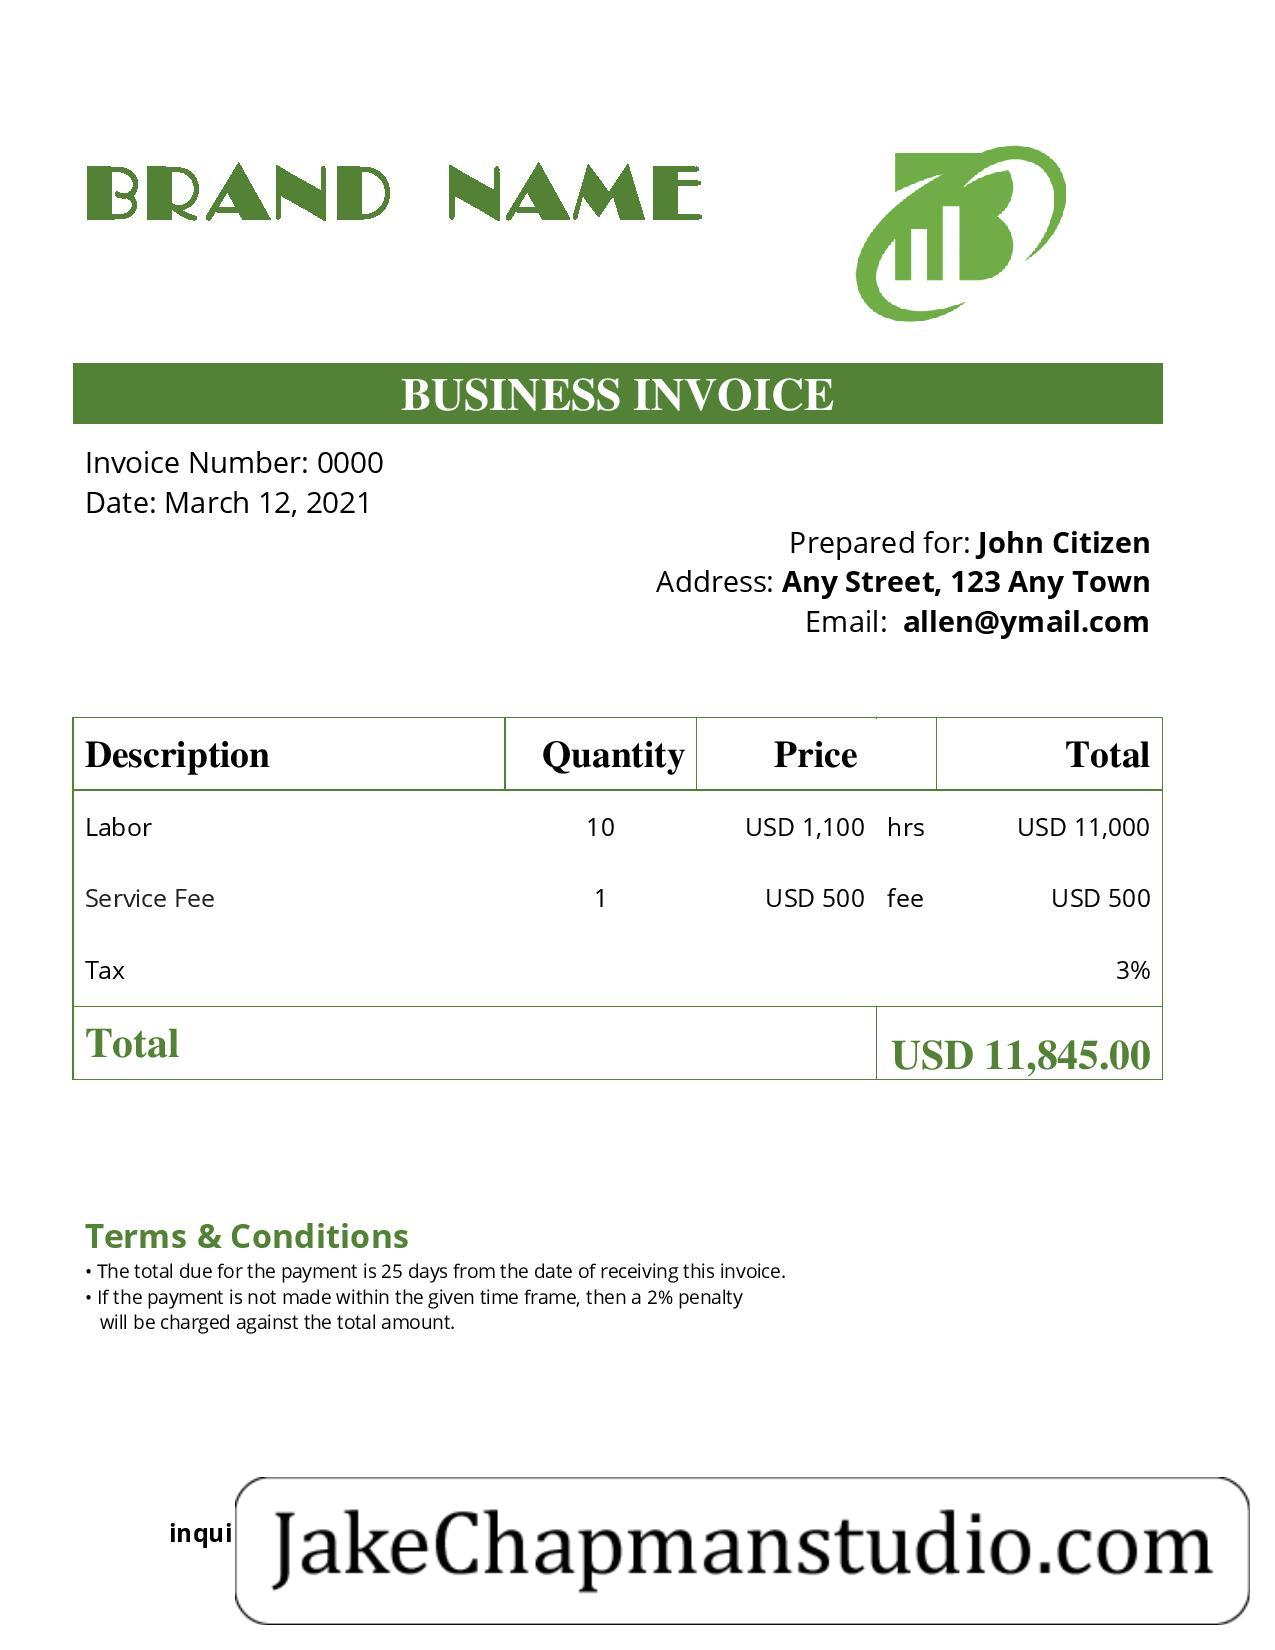 BRAND NAME
BUSINESS INVOICE
Invoice Number: 0000
Date: March 12, 2021
Prepared for: John Citizen
Address: Any Street, 123 Any Town
Email: allen@ymail.com
Description Quantity Price Total
Labor 10 USD 1,100 hrs USD 11,000
Service Fee 1 USD 500 fee USD 500
Tax 3%
Total USD 11,845.00
Terms & Conditions
• The total due for the payment is 25 days from the date of receiving this invoice.
• If the payment is not made within the given time frame, then a 2% penalty
will be charged against the total amount.
inqui
JakeChapmanstudio.com